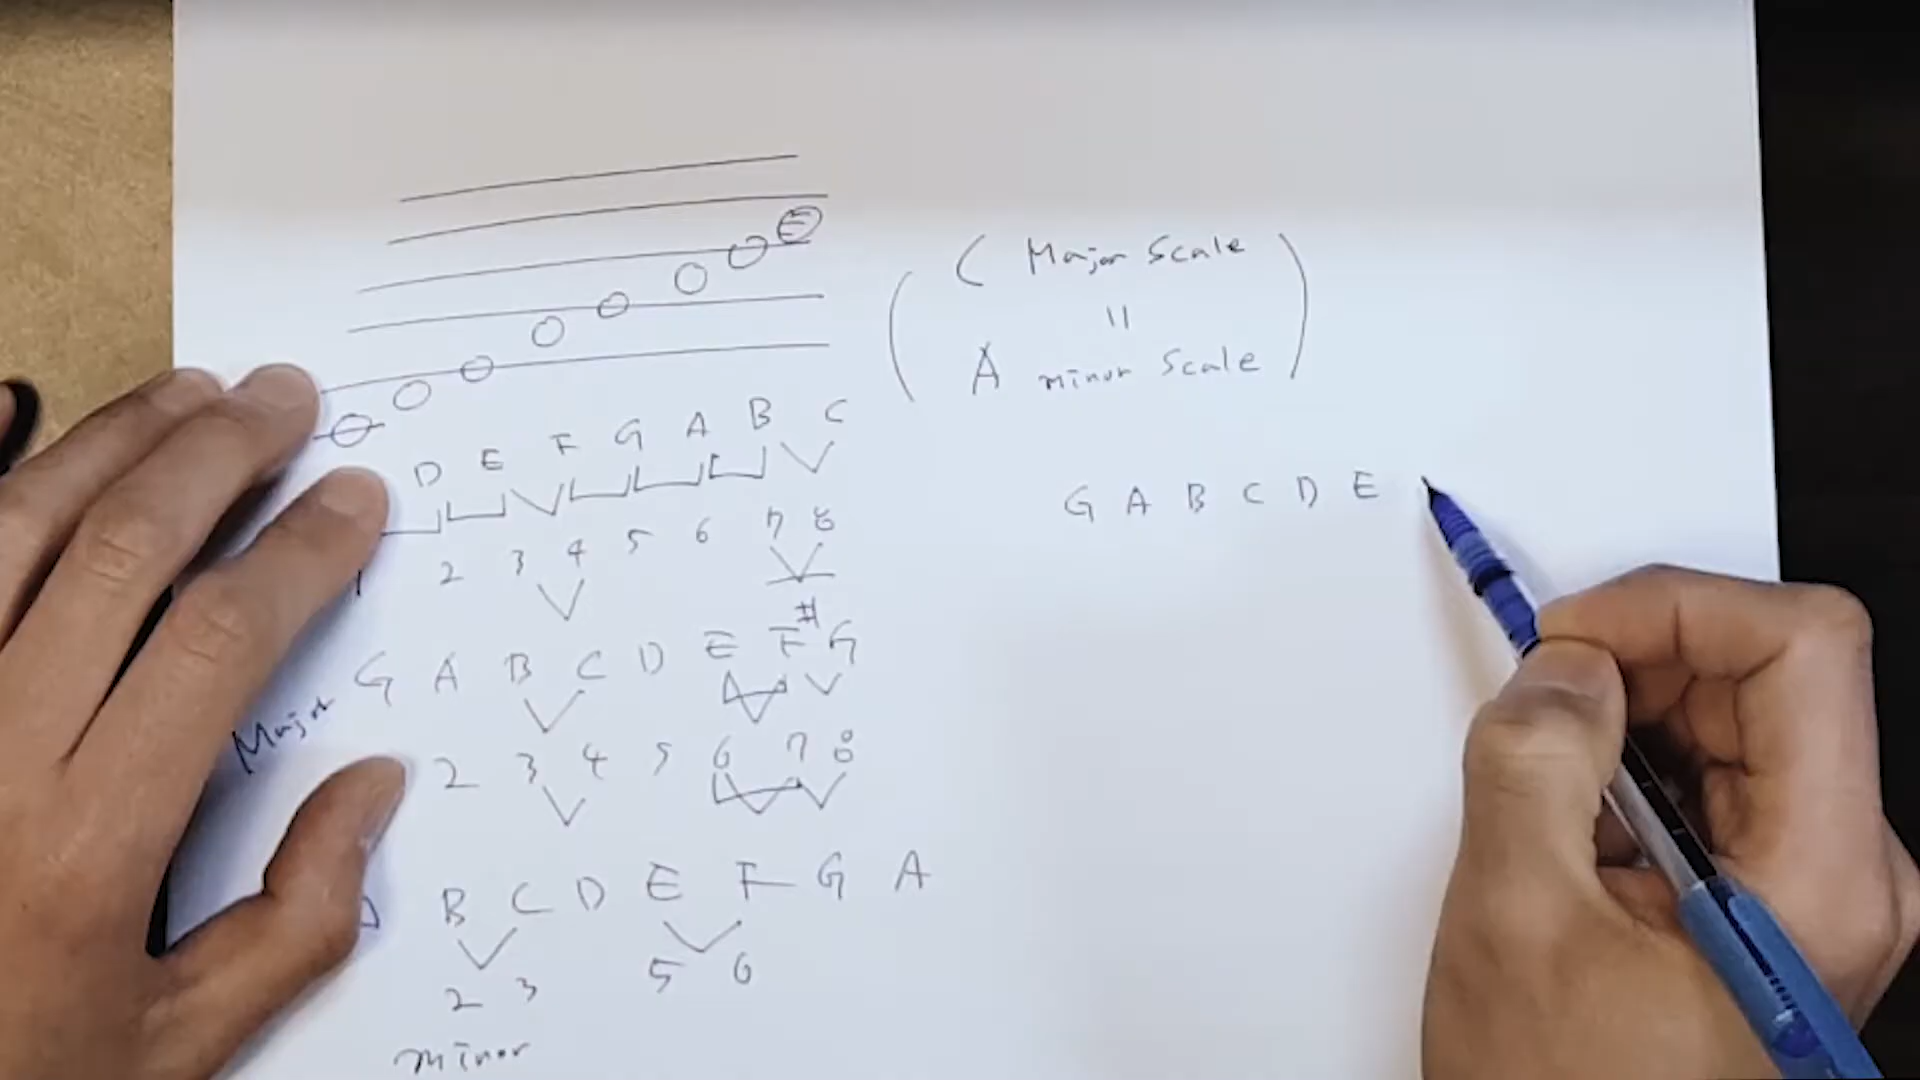 E
D E F G A B C
1 2 3 4 5 6 7 8
#
Major G A B C D E F G
2 3 4 5 6 7 8
A B C D E F G A
2 3 5 6
minor
( C Major Scale
=
A minor Scale )
G A B C D E